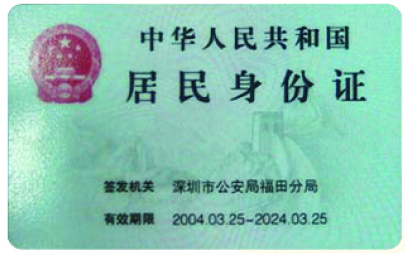 中华人民共和国
居民身份证
签发机关 深圳市公安局福田分局
有效期限 2004.03.25-2024.03.25